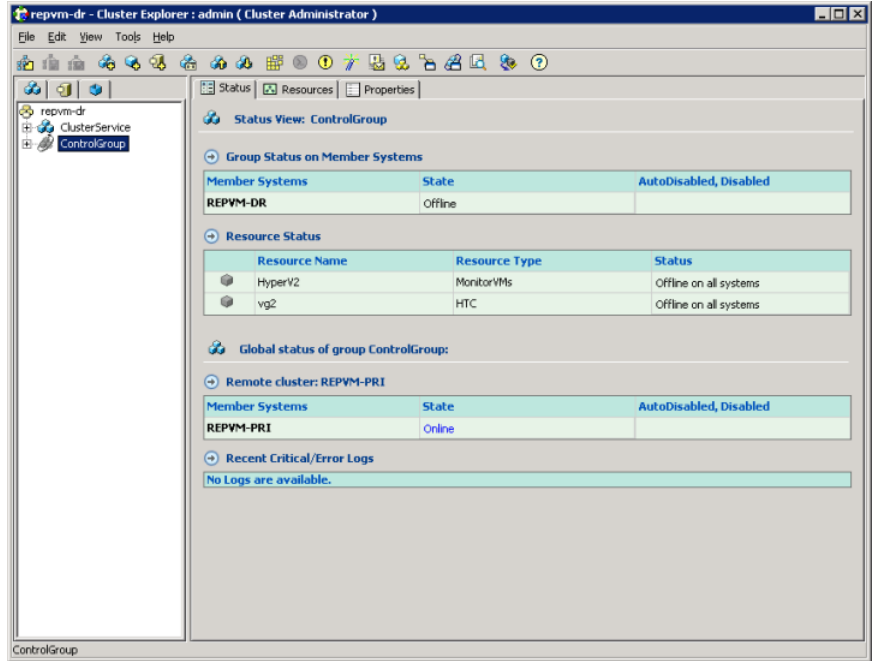 repvm-dr - Cluster Explorer : admin ( Cluster Administrator )
File Edit View Tools Help
Status Resources Properties
repvm-dr
ClusterService
ControlGroup
Status View: ControlGroup
Group Status on Member Systems
Member Systems State AutoDisabled, Disabled
REPVM-DR Offline
Resource Status
Resource Name Resource Type Status
HyperV2 MonitorVMs Offline on all systems
vg2 HTC Offline on all systems
Global status of group ControlGroup:
Remote cluster: REPVM-PRI
Member Systems State AutoDisabled, Disabled
REPVM-PRI Online
Recent Critical/Error Logs
No Logs are available.
ControlGroup